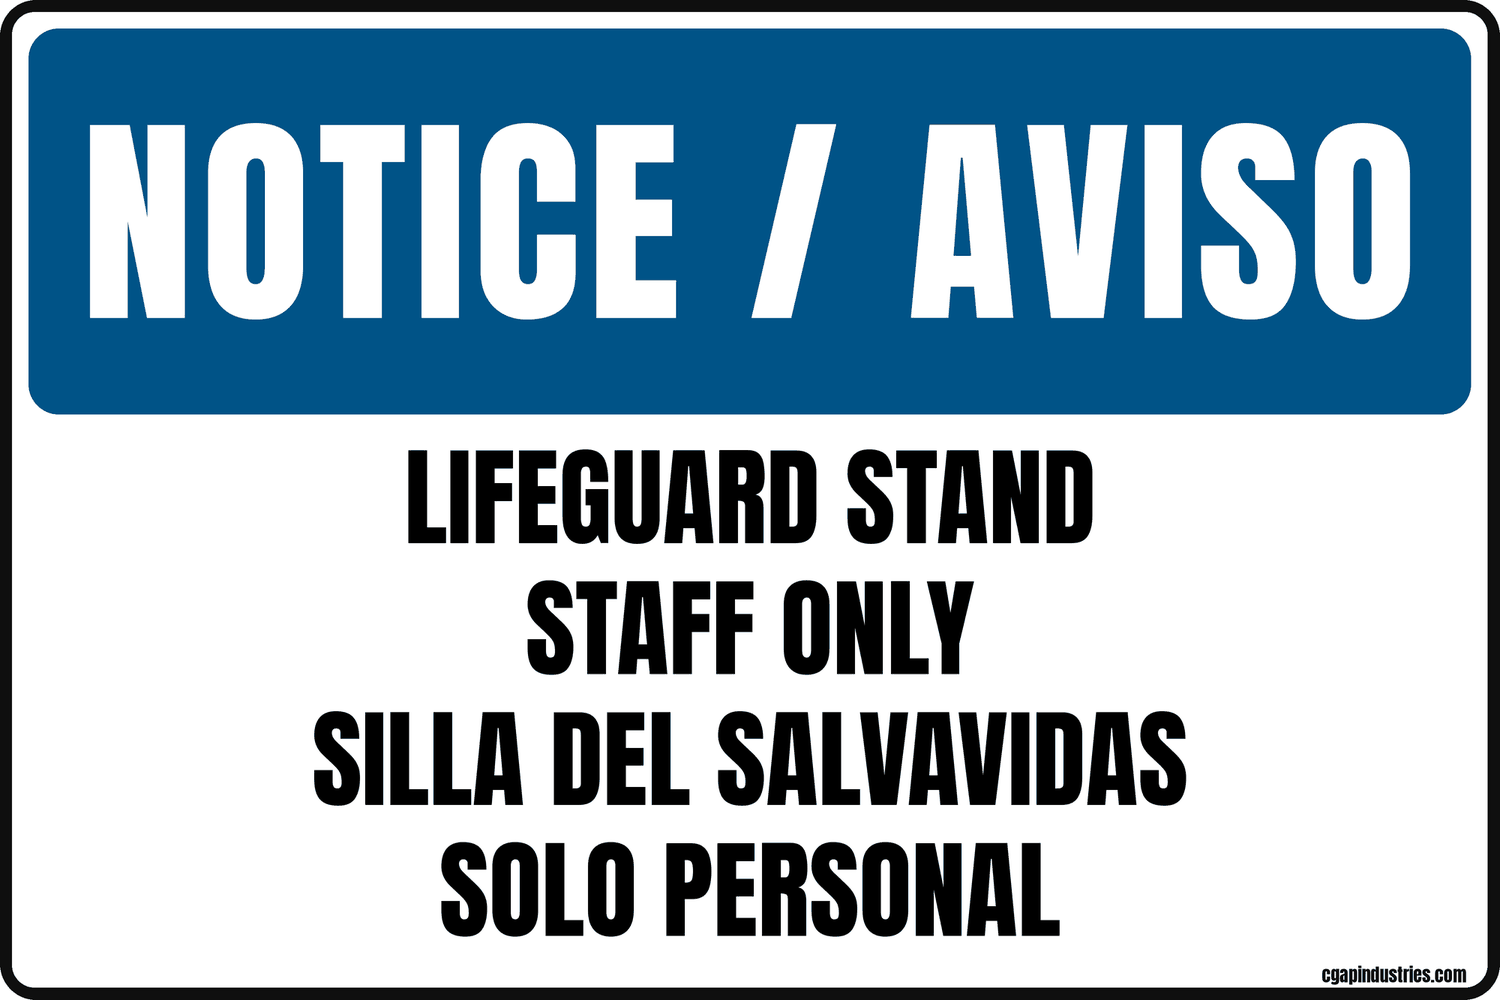 NOTICE / AVISO
LIFEGUARD STAND
STAFF ONLY
SILLA DEL SALVAVIDAS
SOLO PERSONAL
cgapindustries.com